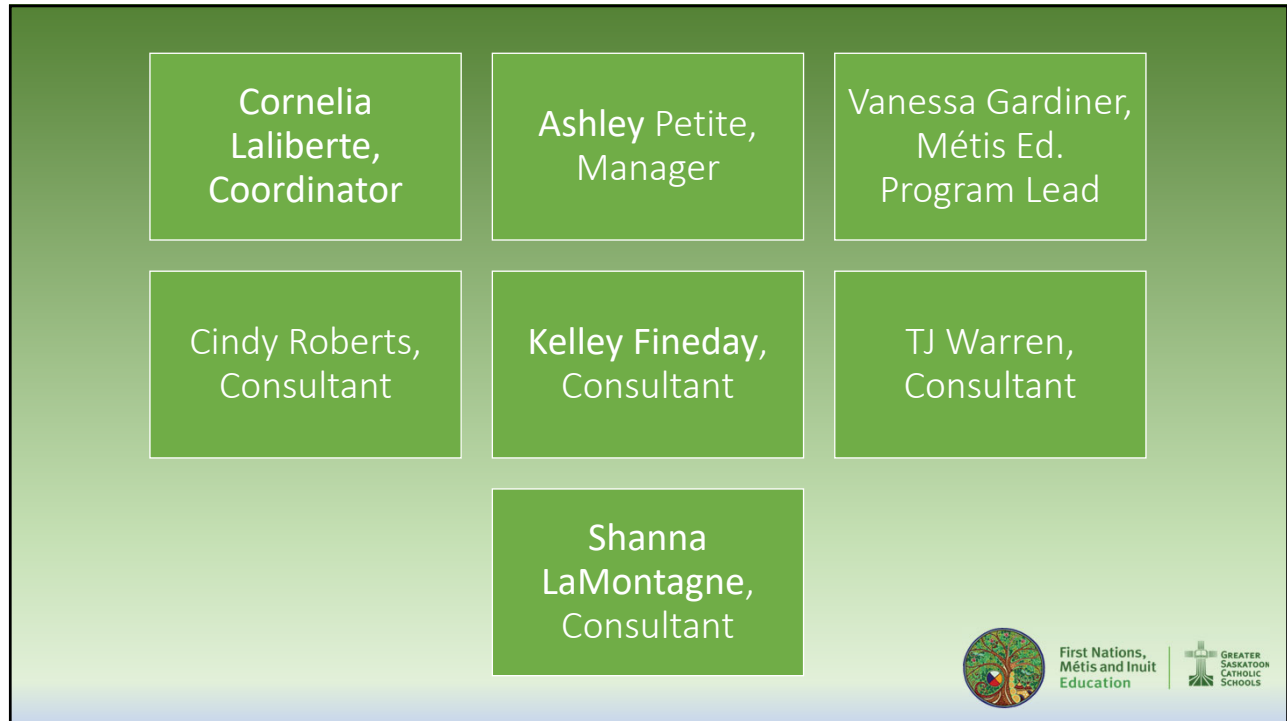 Cornelia
Laliberte,
Coordinator
Ashley Petite,
Manager
Vanessa Gardiner,
Métis Ed.
Program Lead
Cindy Roberts,
Consultant
Kelley Fineday,
Consultant
TJ Warren,
Consultant
Shanna
LaMontagne,
Consultant
First Nations,
Métis and Inuit
Education
GREATER
SASKATOON
CATHOLIC
SCHOOLS